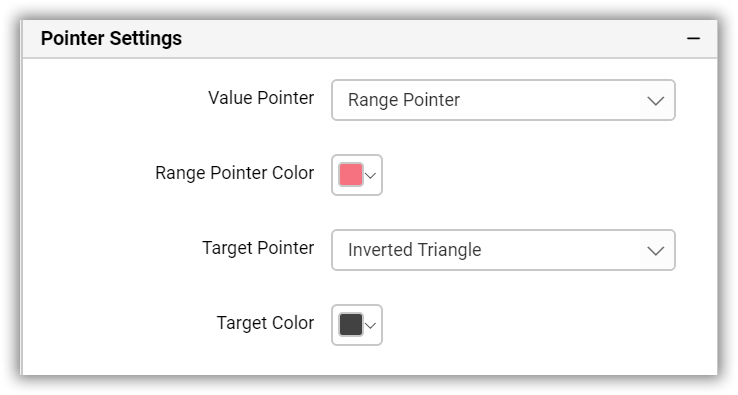 Pointer Settings
Value Pointer Range Pointer
Range Pointer Color
Target Pointer Inverted Triangle
Target Color